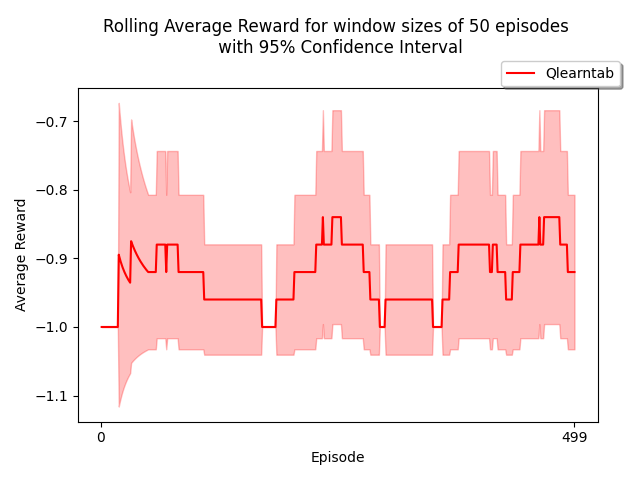 Rolling Average Reward for window sizes of 50 episodes
with 95% Confidence Interval
Qlearntab
−0.7
−0.8
−0.9
−1.0
−1.1
Average Reward
0
499
Episode